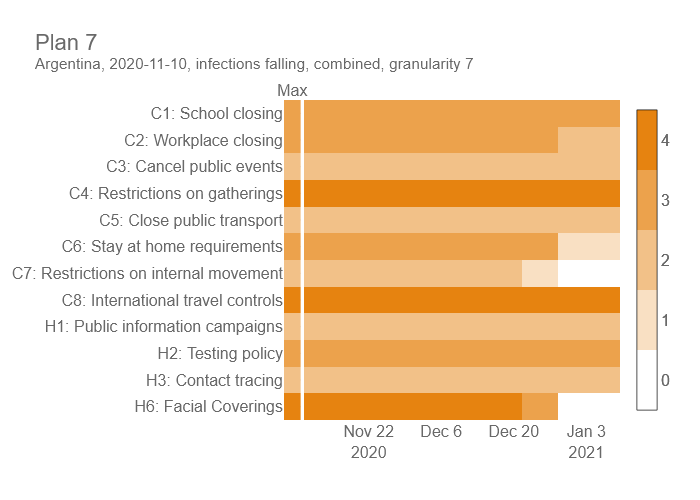 Plan 7
Argentina, 2020-11-10, infections falling, combined, granularity 7
Max
C1: School closing
C2: Workplace closing
C3: Cancel public events
C4: Restrictions on gatherings
C5: Close public transport
C6: Stay at home requirements
C7: Restrictions on internal movement
C8: International travel controls
H1: Public information campaigns
H2: Testing policy
H3: Contact tracing
H6: Facial Coverings
4
3
2
1
0
Nov 22 Dec 6 Dec 20 Jan 3
2020 2021